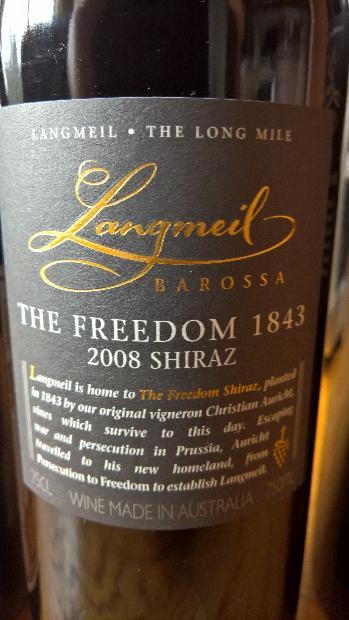 LANGMEIL • THE LONG MILE
Langmeil
BAROSSA
THE FREEDOM 1843
2008 SHIRAZ
Langmeil is home to The Freedom Shiraz, planted
in 1843 by our original vigneron Christian Auricht,
vines which survive to this day. Escaping
war and persecution in Prussia, Auricht
travelled to his new homeland, from
Persecution to Freedom to establish Langmeil.
75CL WINE MADE IN AUSTRALIA 750ML